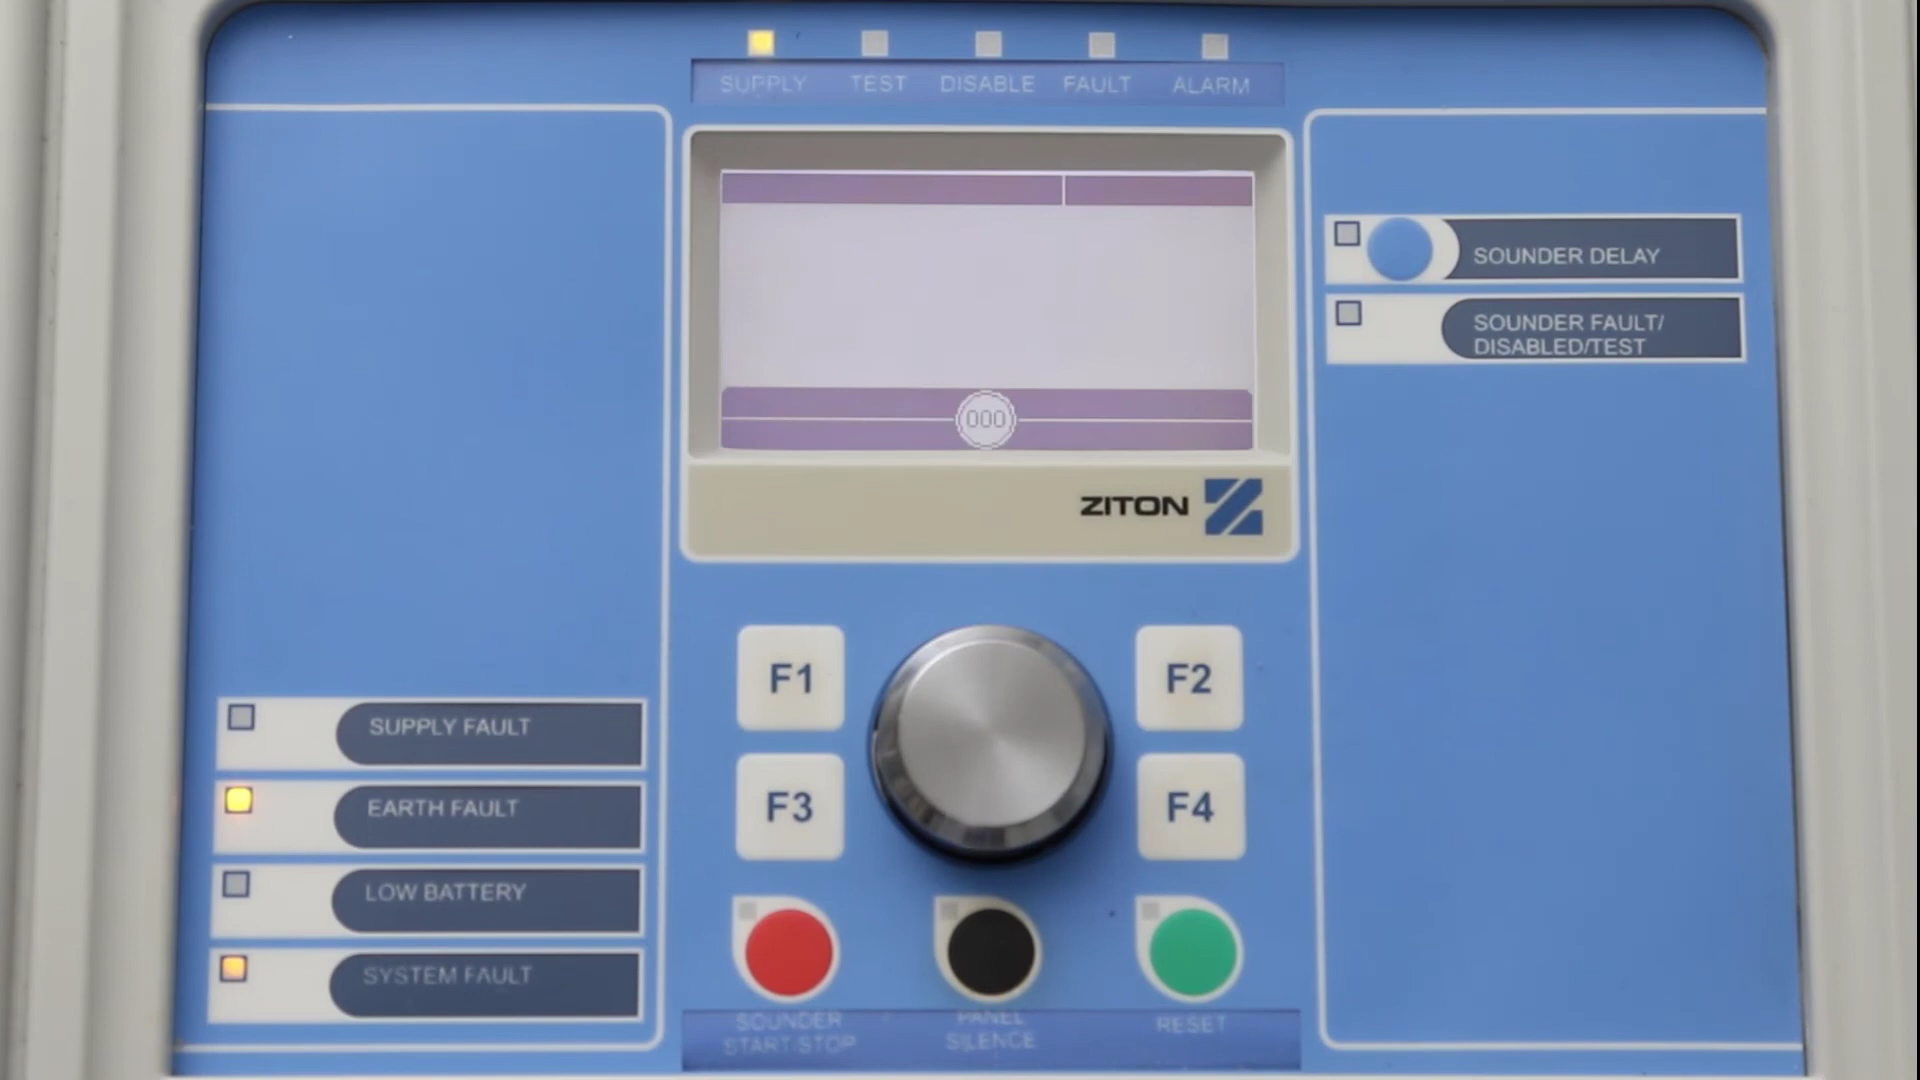 SUPPLY TEST DISABLE FAULT ALARM
SOUNDER DELAY
SOUNDER FAULT/
DISABLED/TEST
000
ZITON
F1 F2
F3 F4
SUPPLY FAULT
EARTH FAULT
LOW BATTERY
SYSTEM FAULT
SOUNDER
START/STOP
PANEL
SILENCE
RESET